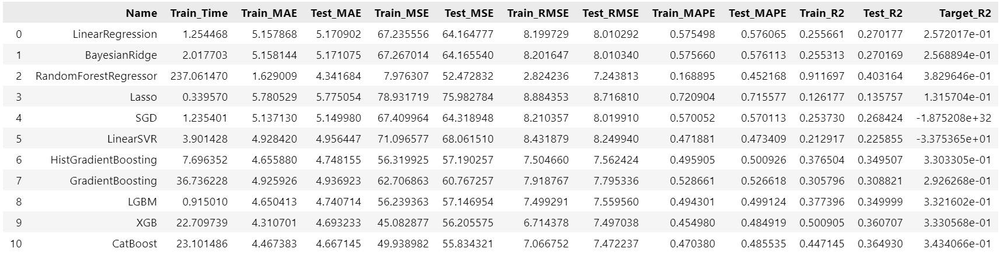 Name Train_Time Train_MAE Test_MAE Train_MSE Test_MSE Train_RMSE Test_RMSE Train_MAPE Test_MAPE Train_R2 Test_R2 Target_R2
0 LinearRegression 1.254468 5.157868 5.170902 67.235556 64.164777 8.199729 8.010292 0.575498 0.576065 0.255661 0.270177 2.572017e-01
1 BayesianRidge 2.017703 5.158144 5.171075 67.267014 64.165540 8.201647 8.010340 0.575660 0.576113 0.255313 0.270169 2.568894e-01
2 RandomForestRegressor 237.061470 1.629009 4.341684 7.976307 52.472832 2.824236 7.243813 0.168895 0.452168 0.911697 0.403164 3.829646e-01
3 Lasso 0.339570 5.780529 5.775054 78.931719 75.982784 8.884353 8.716810 0.720904 0.715577 0.126177 0.135757 1.315704e-01
4 SGD 1.235401 5.137130 5.149980 67.409964 64.318948 8.210357 8.019910 0.570052 0.570113 0.253730 0.268424 -1.875208e+32
5 LinearSVR 3.901428 4.928420 4.956447 71.096577 68.061510 8.431879 8.249940 0.471881 0.473409 0.212917 0.225855 -3.375365e+01
6 HistGradientBoosting 7.696352 4.655880 4.748155 56.319925 57.190257 7.504660 7.562424 0.495905 0.500926 0.376504 0.349507 3.303305e-01
7 GradientBoosting 36.736228 4.925926 4.936923 62.706863 60.767257 7.918767 7.795336 0.528661 0.526618 0.305796 0.308821 2.926268e-01
8 LGBM 0.915010 4.650413 4.740714 56.239363 57.146954 7.499291 7.559560 0.494301 0.499124 0.377396 0.349999 3.321602e-01
9 XGB 22.709739 4.310701 4.693233 45.082877 56.205575 6.714378 7.497038 0.454980 0.484919 0.500905 0.360707 3.330568e-01
10 CatBoost 23.101486 4.467383 4.667145 49.938982 55.834321 7.066752 7.472237 0.470380 0.485535 0.447145 0.364930 3.434066e-01